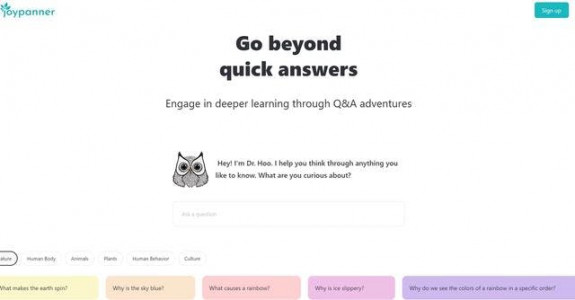 joypanner
Sign up
Go beyond
quick answers
Engage in deeper learning through Q&A adventures
Hey! I'm Dr. Hoo. I help you think through anything you
like to know. What are you curious about?
Ask a question
Human Body
Animals
Plants
Human Behaviour
Culture
What makes the earth spin?
Why is the sky blue?
What causes a rainbow?
Why is ice slippery?
Why do we see the colors of a rainbow in a specific order?